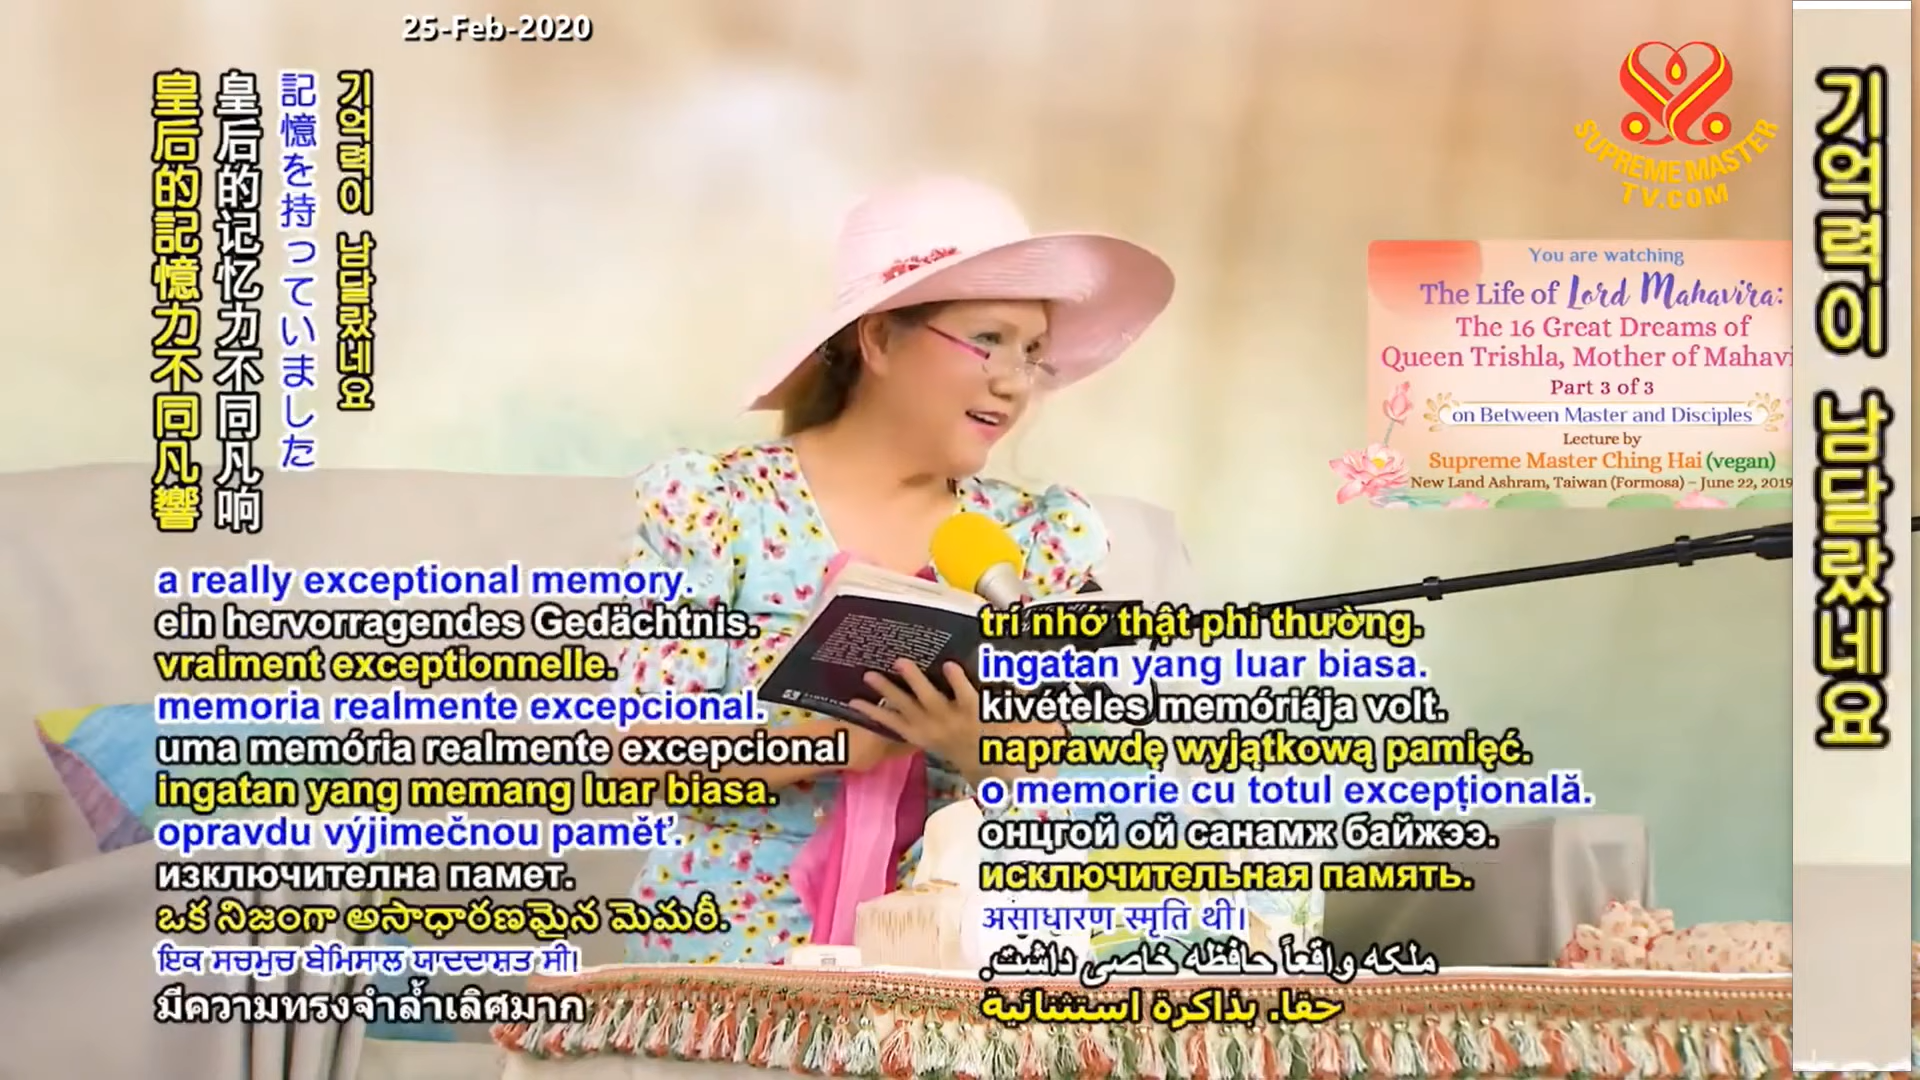 25-Feb-2020
기억력이 남달랐네요
記憶を持っていました
皇后的记忆力不同凡响
皇后的記憶力不同凡響
SUPREME MASTER
TV.COM
You are watching
The Life of Lord Mahavira:
The 16 Great Dreams of
Queen Trishla, Mother of Mahavi
Part 3 of 3
on Between Master and Disciples
Lecture by
Supreme Master Ching Hai (vegan)
New Land Ashram, Taiwan (Formosa) – June 22, 2019
기억력이 남달랐네요
a really exceptional memory.
ein hervorragendes Gedächtnis.
vraiment exceptionnelle.
memoria realmente excepcional.
uma memória realmente excepcional
ingatan yang memang luar biasa.
opravdu výjimečnou paměť.
изключителна памет.
ఒక నిజంగా అసాధారణమైన మెమరీ.
ਇਕ ਸਚਮੁਚ ਬੇਮਿਸਾਲ ਯਾਦਦਾਸ਼ਤ ਸੀ।
มีความทรงจำล้ำเลิศมาก
trí nhớ thật phi thường.
ingatan yang luar biasa.
kivételes memóriája volt.
naprawdę wyjątkową pamięć.
o memorie cu totul excepțională.
онцгой ой санамж байжээ.
исключительная память.
असाधारण स्मृति थी।
ملکه واقعاً حافظه خاصی داشت.
حقا. بذاكرة استثنائية